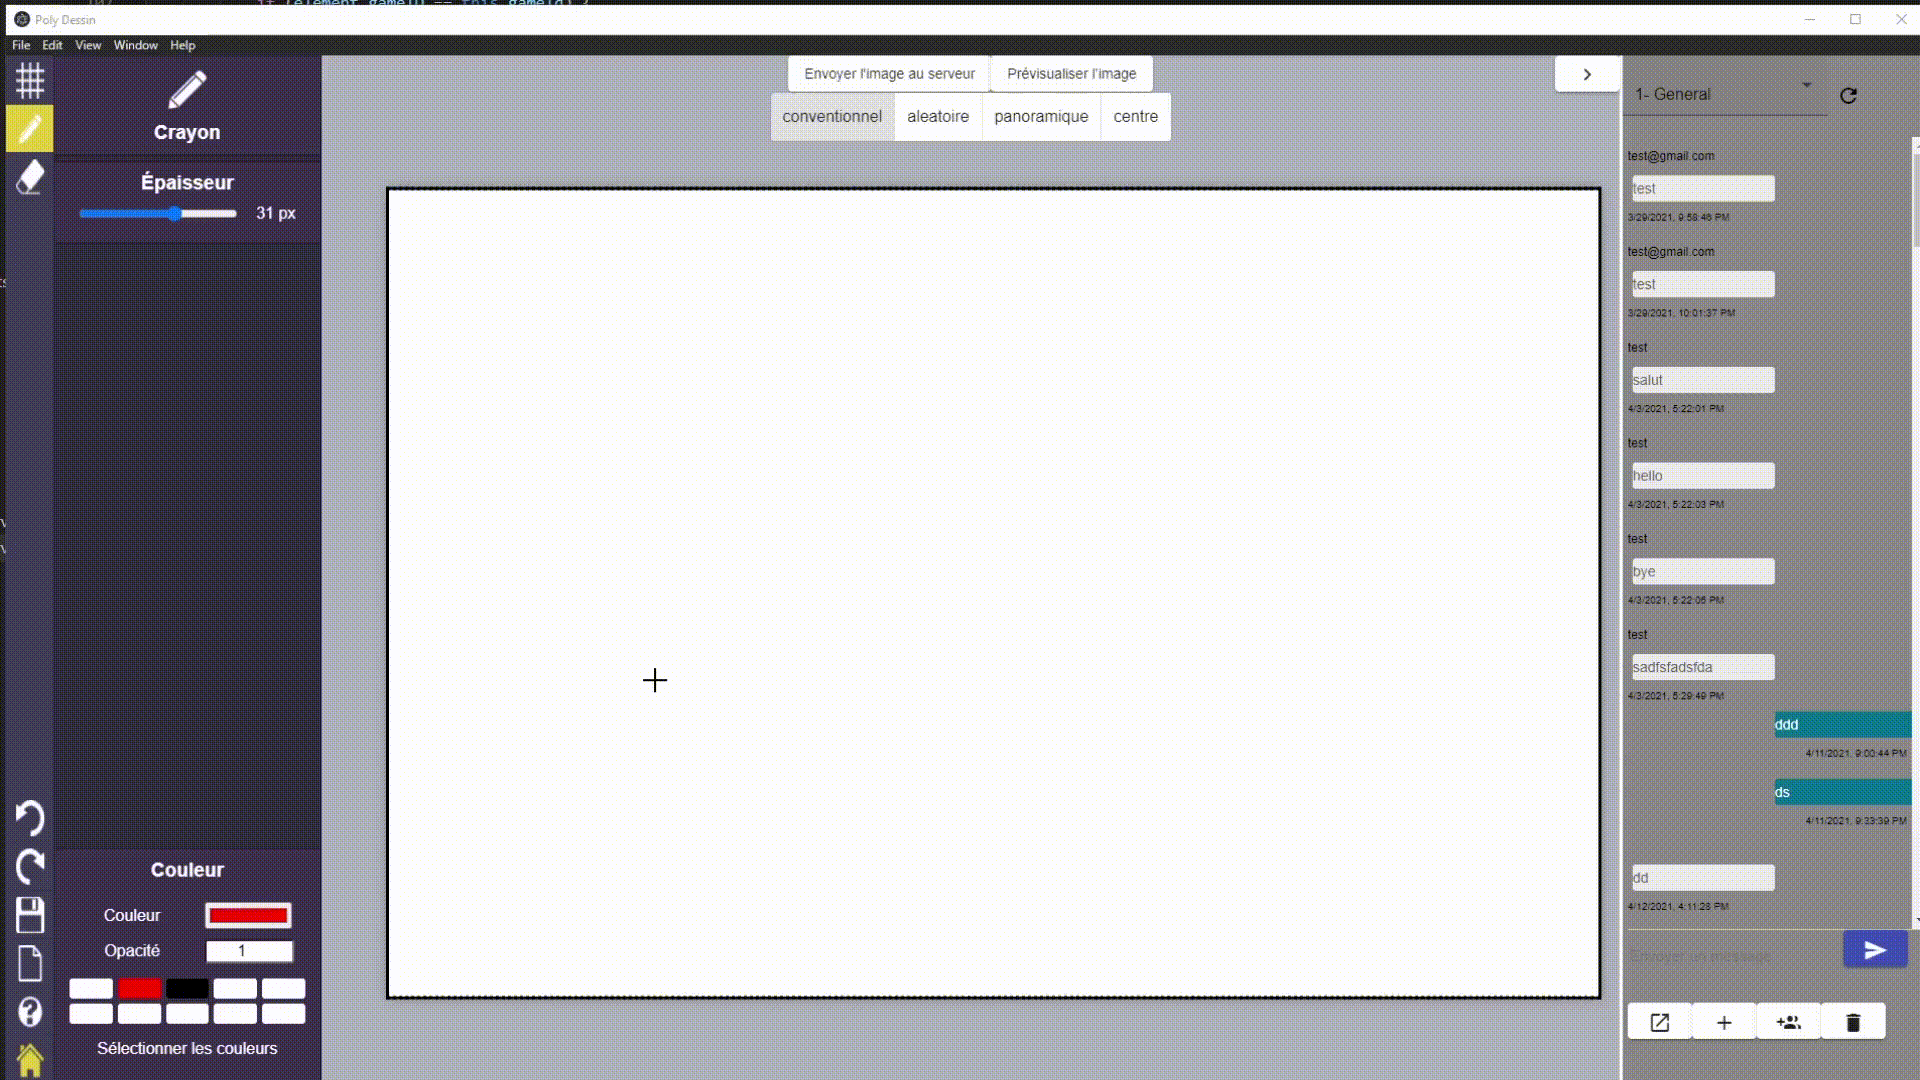 Poly Dessin
File Edit View Window Help
Crayon
Épaisseur
31 px
Couleur
Couleur
Opacité 1
Sélectionner les couleurs
Envoyer l'image au serveur Prévisualiser l'image
conventionnel aleatoire panoramique centre
1- General
test@gmail.com
test
3/29/2021, 9:58:46 PM
test@gmail.com
test
3/29/2021, 10:01:37 PM
test
salut
4/3/2021, 5:22:01 PM
test
hello
4/3/2021, 5:22:03 PM
test
bye
4/3/2021, 5:22:06 PM
test
sadfsfadsfda
4/3/2021, 5:29:49 PM
ddd
4/11/2021, 9:00:44 PM
ds
4/11/2021, 9:33:39 PM
dd
4/12/2021, 4:11:28 PM
Envoyer un message